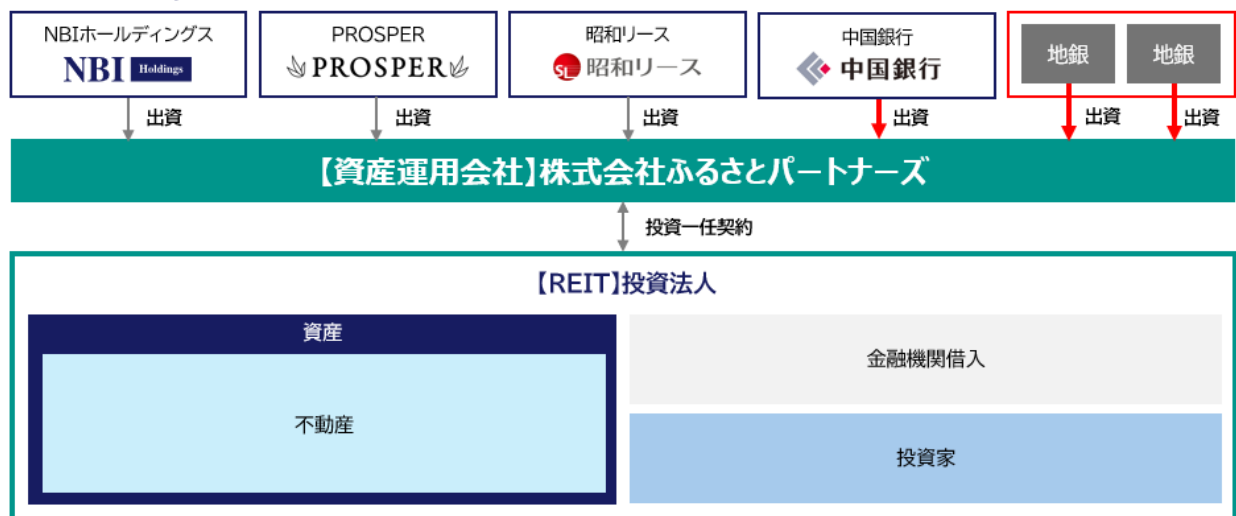 NBIホールディングス
NBI Holdings
PROSPER
PROSPER
昭和リース
SL 昭和リース
中国銀行
中国銀行
地銀
地銀
出資
出資
出資
出資
出資
出資
【資産運用会社】株式会社ふるさとパートナーズ
投資一任契約
【REIT】投資法人
資産
不動産
金融機関借入
投資家